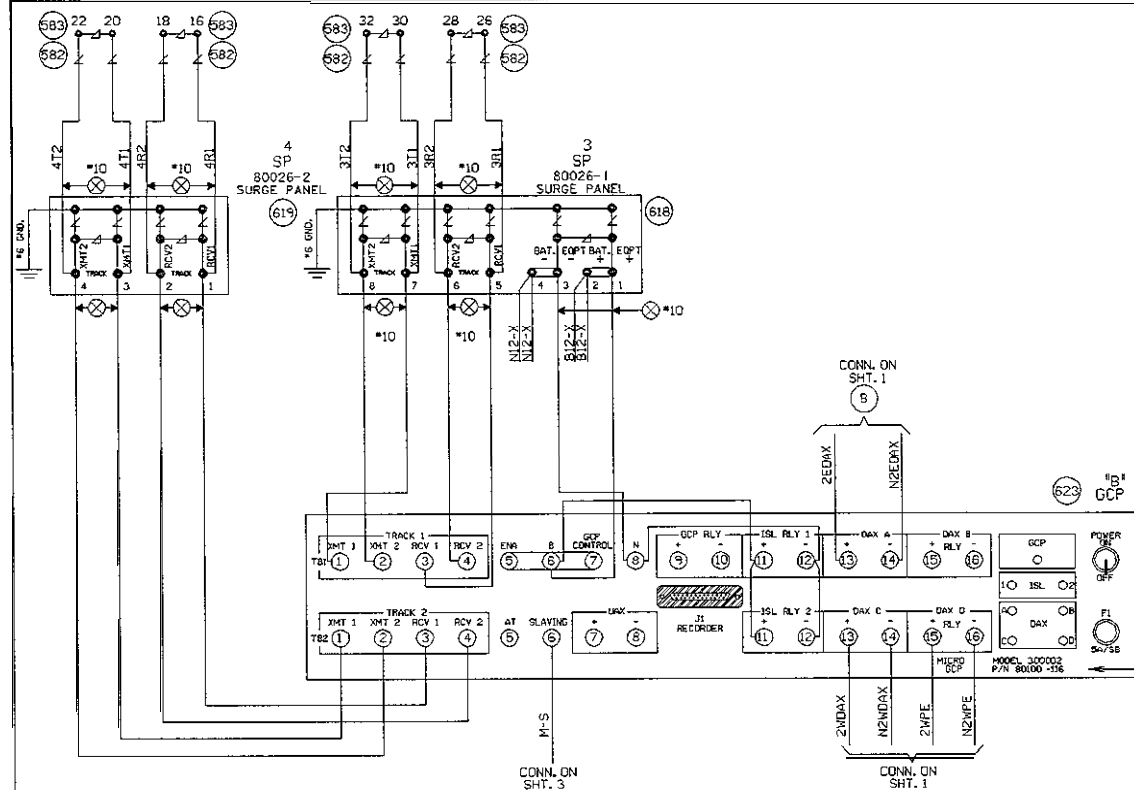 583 22 20 18 16 583 583 32 30 28 26 583
582 582 582 582
4T2 4T1 4R2 4R1 3T2 3T1 3R2 3R1
*10 *10 *10 *10
4
SP
80026-2
SURGE PANEL
619
3
SP
80026-1
SURGE PANEL
618
*6 GND. *6 GND.
XMT2 XMT1 RCV2 RCV1 XMT2 XMT1 RCV2 RCV1
BAT. EQPT BAT. EQPT
- - + +
TRACK TRACK TRACK TRACK
4 3 2 1 8 7 6 5 4 3 2 1
*10 *10 *10
N12-X N12-X B12-X B12-X
CONN. ON
SHT. 1
B
2EDAX N2EDAX
623 "B"
GCP
TRACK 1 GCP CONTROL GCP RLY ISL RLY 1 DAX A DAX B
XMT 1 XMT 2 RCV 1 RCV 2 ENA B N + - + - + - + RLY -
TB1 1 2 3 4 5 6 7 8 9 10 11 12 13 14 15 16
GCP
POWER
ON
OFF
1 ISL 2
J1
RECORDER
TRACK 2 UAX ISL RLY 2 DAX C DAX D
XMT 1 XMT 2 RCV 1 RCV 2 AT SLAVING + - + - + - + RLY -
TB2 1 2 3 4 5 6 7 8 11 12 13 14 15 16
A B
DAX
C D
F1
5A/SB
MICRO
GCP
MODEL 300002
P/N 80100 -36
M-S
2WDAX N2WDAX 2WPE N2WPE
CONN. ON
SHT. 3
CONN. ON
SHT. 1